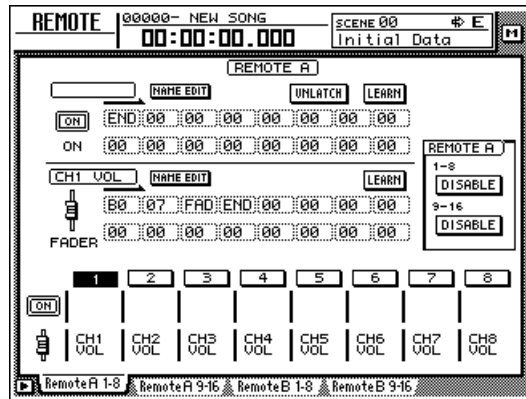 REMOTE
00000- NEW SONG
00:00:00.000
SCENE 00 E
Initial Data
M
REMOTE A
NAME EDIT UNLATCH LEARN
ON END 00 00 00 00 00 00 00
ON 00 00 00 00 00 00 00 00
CH1 VOL NAME EDIT LEARN
B0 07 FAD END 00 00 00 00
FADER 00 00 00 00 00 00 00 00
REMOTE A
1-8
DISABLE
9-16
DISABLE
1 2 3 4 5 6 7 8
ON
CH1 VOL CH2 VOL CH3 VOL CH4 VOL CH5 VOL CH6 VOL CH7 VOL CH8 VOL
Remote A 1-8 Remote A 9-16 Remote B 1-8 Remote B 9-16